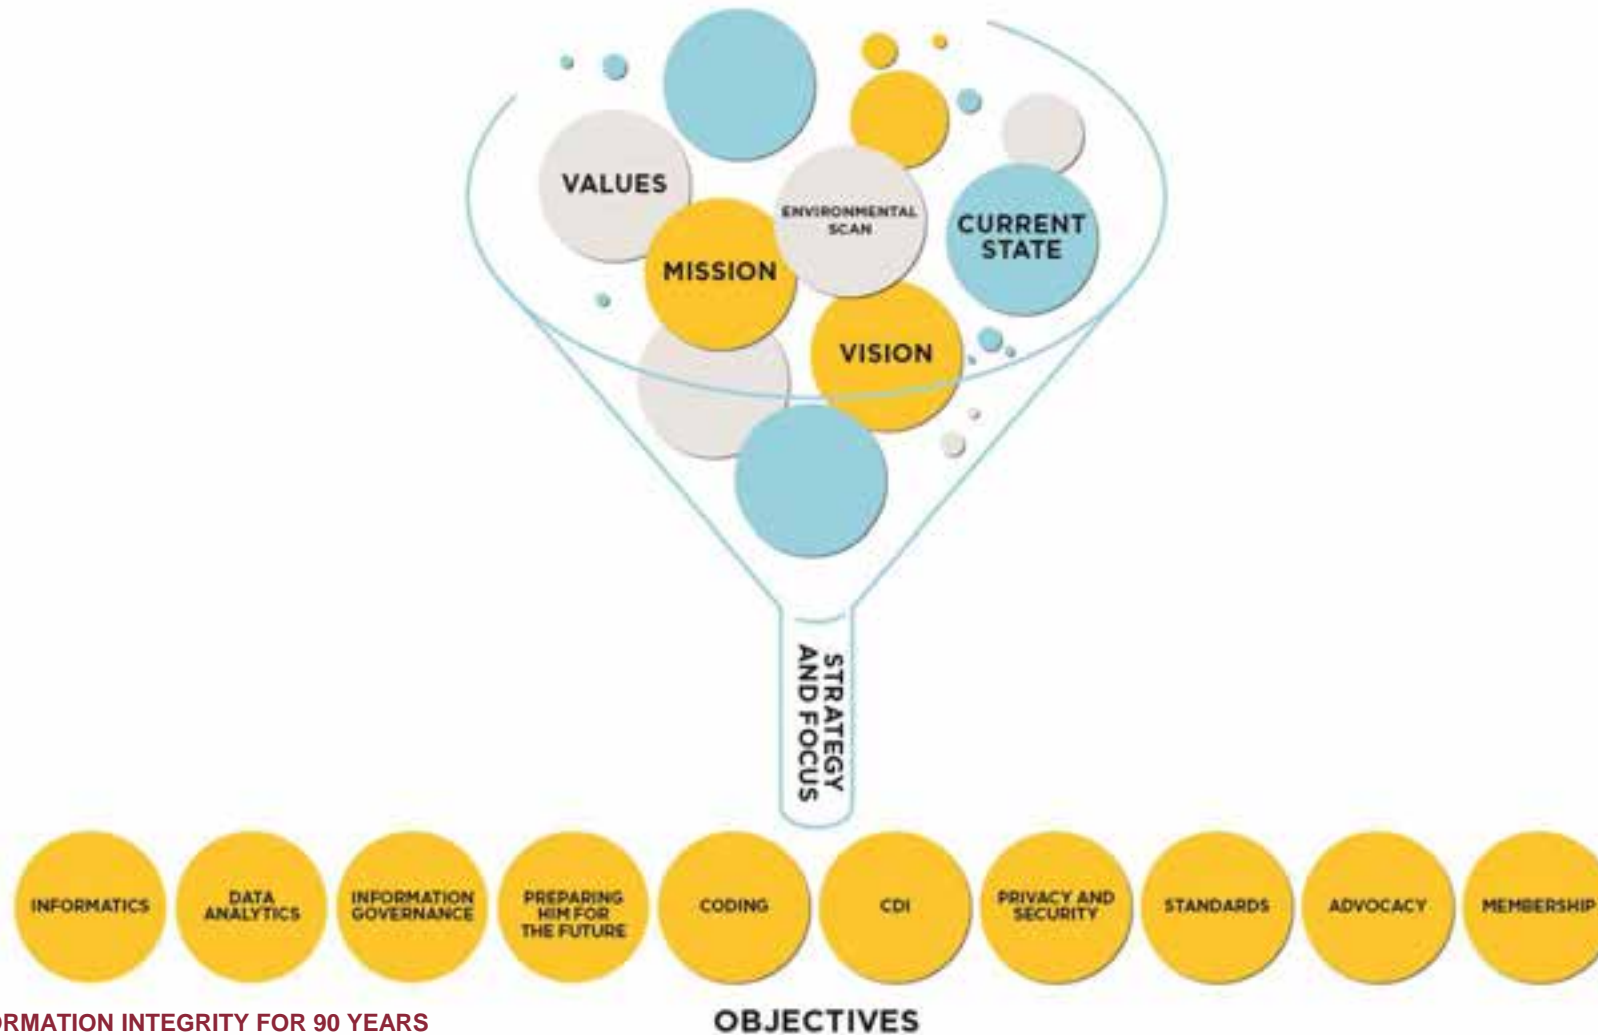 VALUES
ENVIRONMENTAL
SCAN
CURRENT
STATE
MISSION
VISION
STRATEGY
AND FOCUS
INFORMATICS
DATA
ANALYTICS
INFORMATION
GOVERNANCE
PREPARING
HIM FOR
THE FUTURE
CODING
CDI
PRIVACY AND
SECURITY
STANDARDS
ADVOCACY
MEMBERSHIP
ORMATION INTEGRITY FOR 90 YEARS
OBJECTIVES